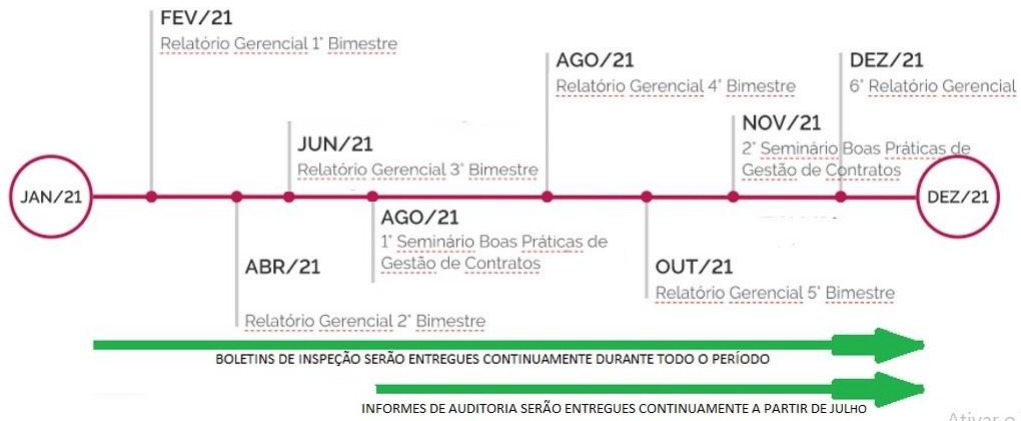 FEV/21
Relatório Gerencial 1° Bimestre
AGO/21
Relatório Gerencial 4° Bimestre
DEZ/21
6° Relatório Gerencial
JUN/21
Relatório Gerencial 3° Bimestre
NOV/21
2° Seminário Boas Práticas de
Gestão de Contratos
JAN/21
DEZ/21
AGO/21
1° Seminário Boas Práticas de
Gestão de Contratos
ABR/21
Relatório Gerencial 2° Bimestre
OUT/21
Relatório Gerencial 5° Bimestre
BOLETINS DE INSPEÇÃO SERÃO ENTREGUES CONTINUAMENTE DURANTE TODO O PERÍODO
INFORMES DE AUDITORIA SERÃO ENTREGUES CONTINUAMENTE A PARTIR DE JULHO
Ativar o